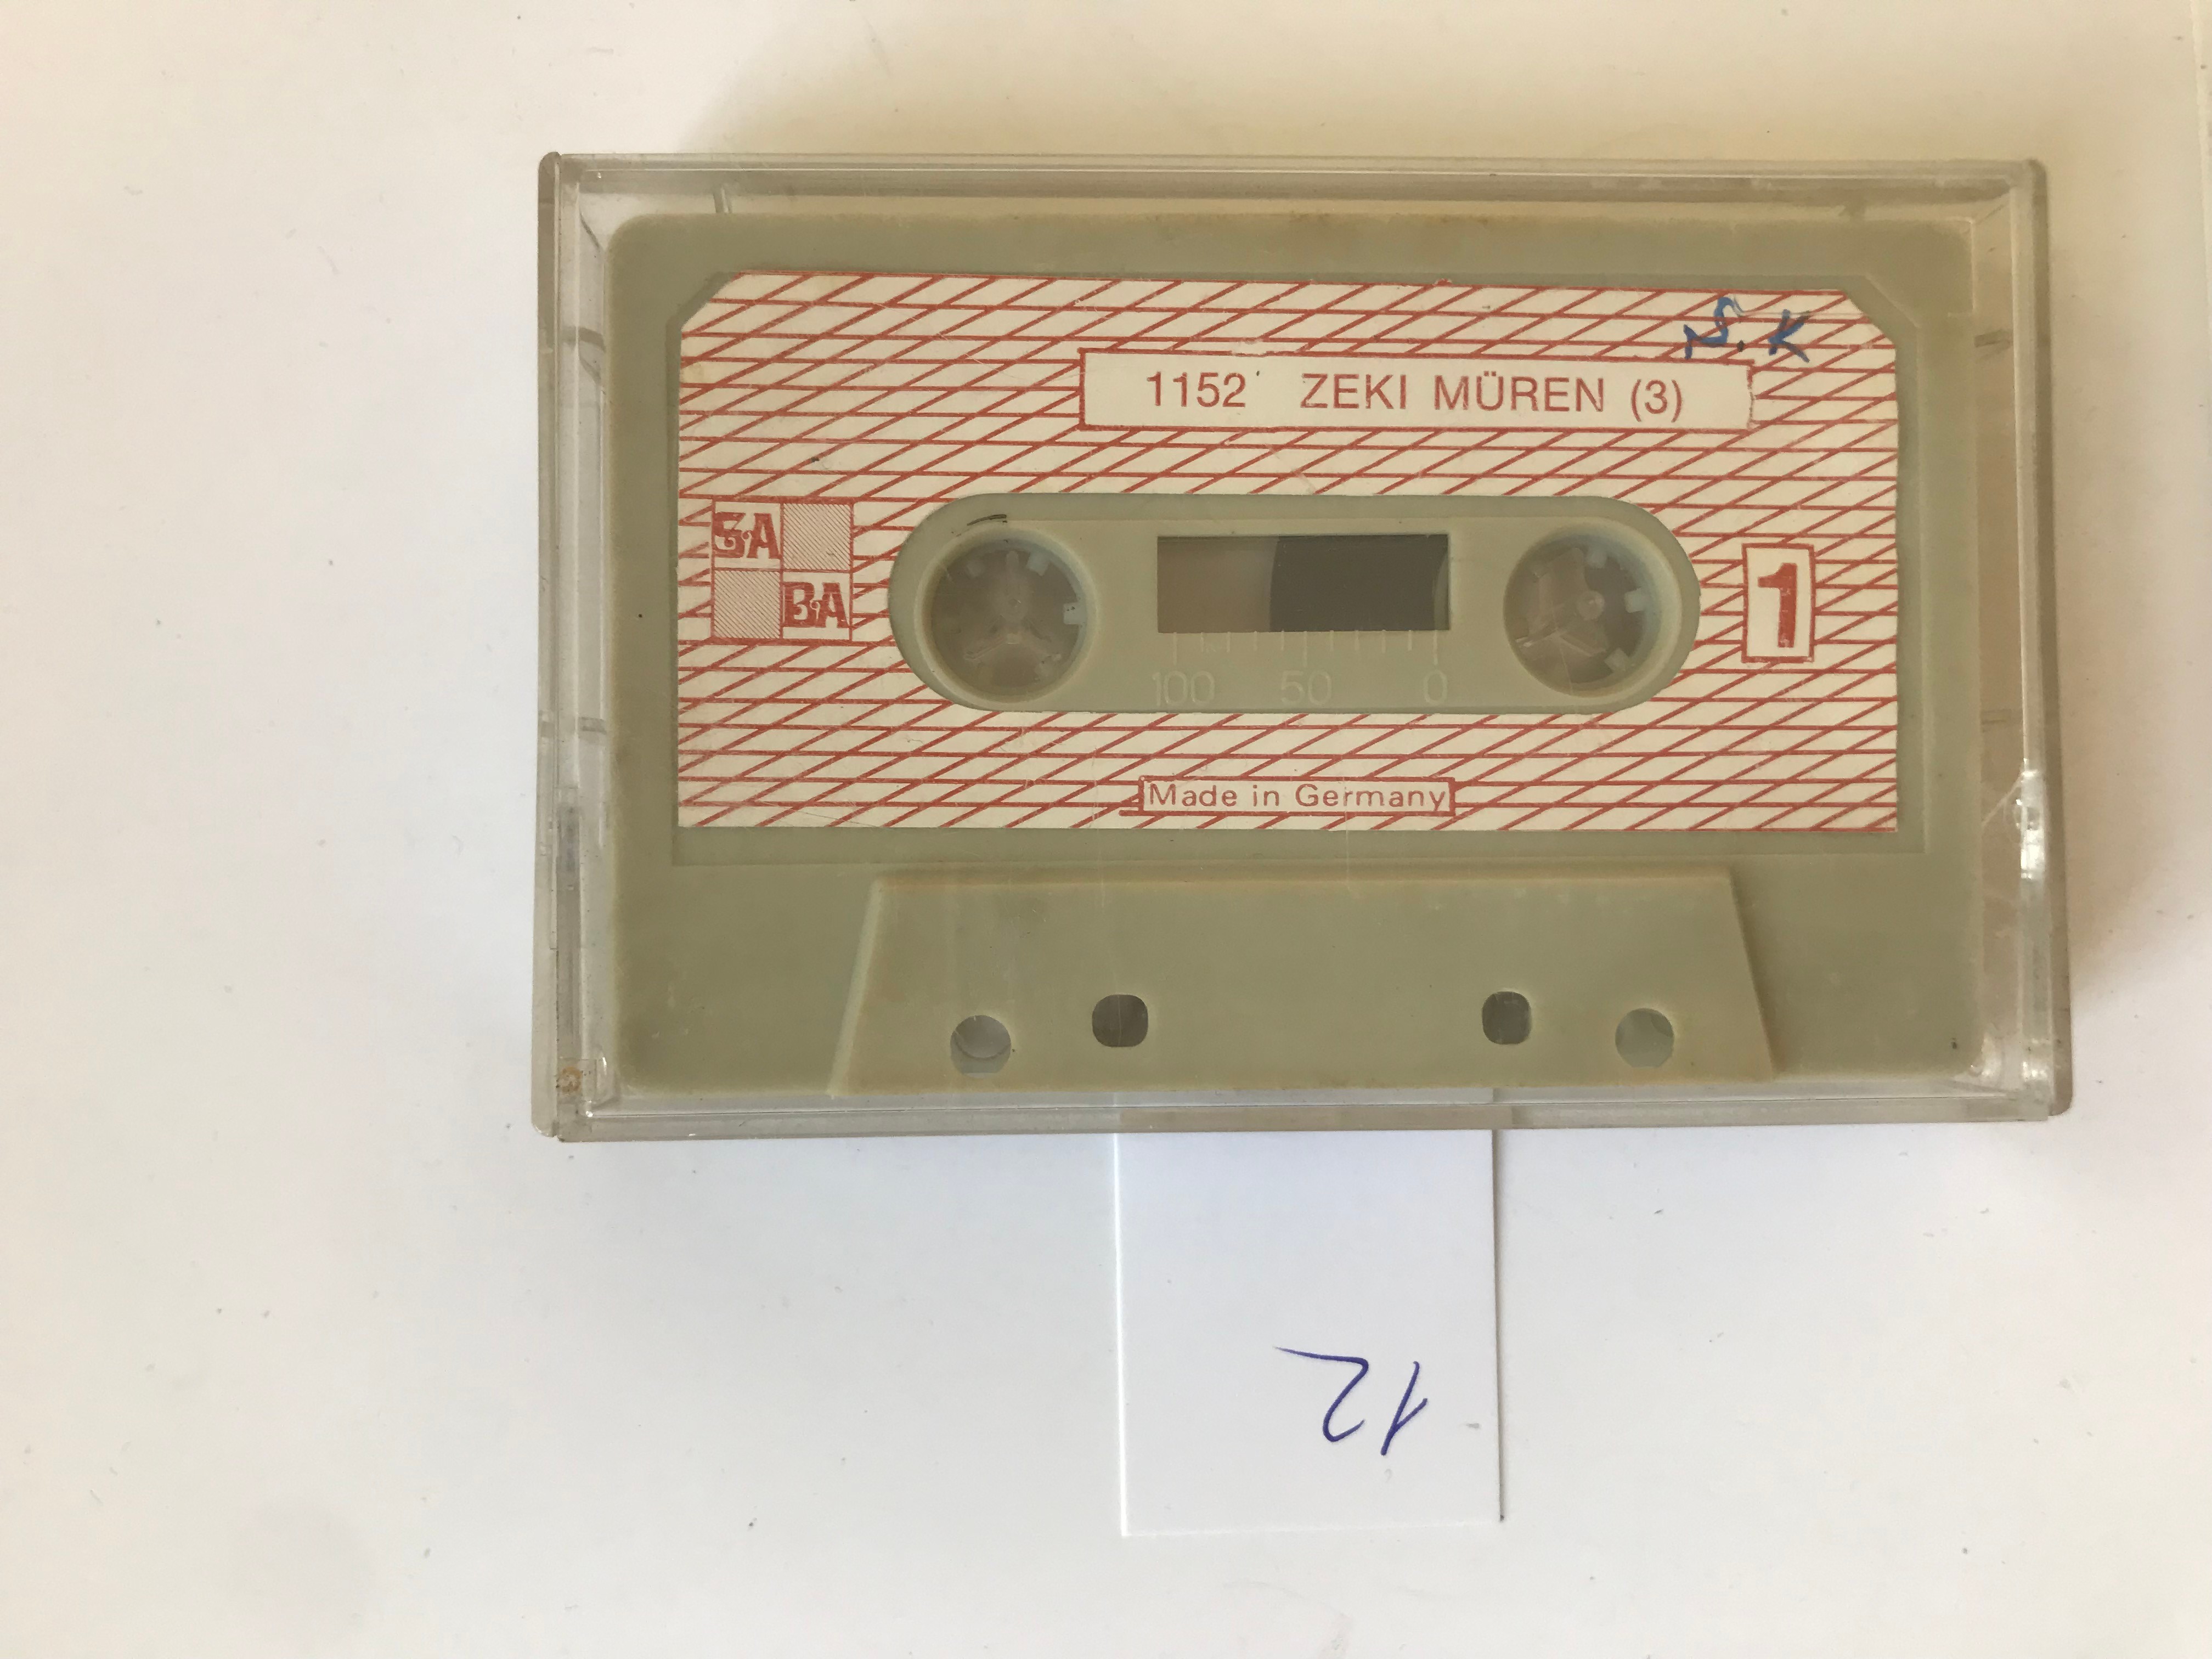 S.K
1152 ZEKI MÜREN (3)
SA
BA
1
100 50 0
Made in Germany
12